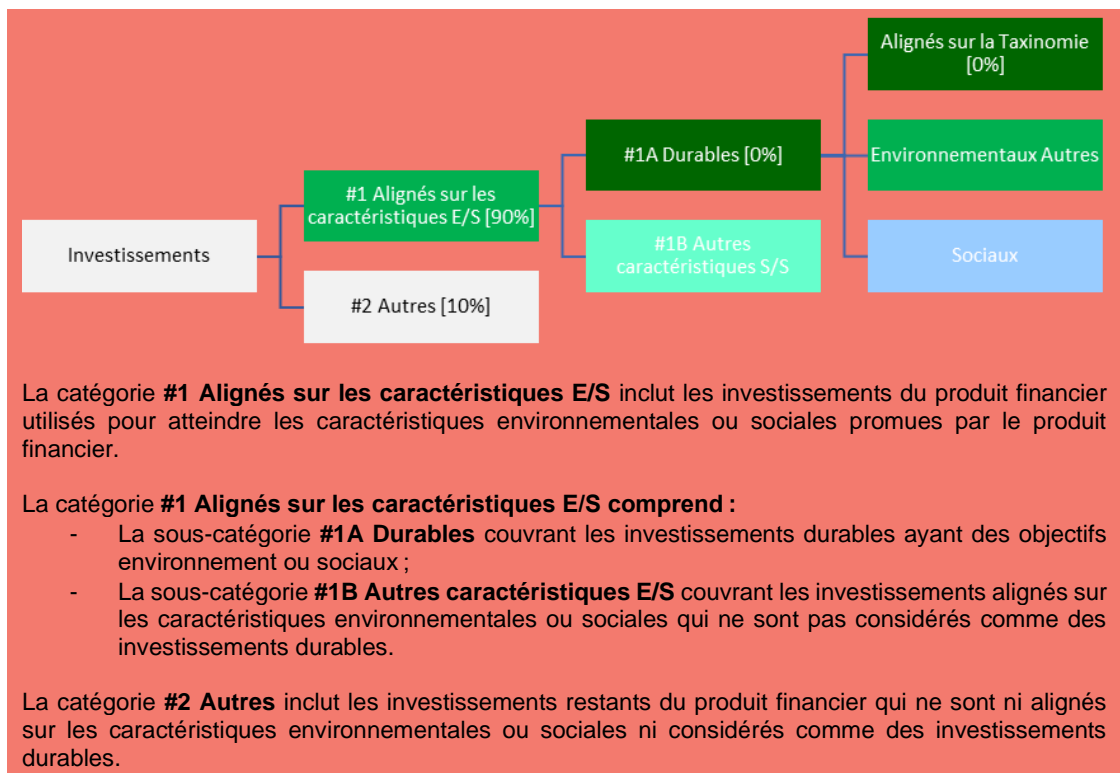 Alignés sur la Taxinomie
[0%]
#1A Durables [0%]
Environnementaux Autres
#1 Alignés sur les
caractéristiques E/S [90%]
#1B Autres
caractéristiques S/S
Sociaux
Investissements
#2 Autres [10%]
La catégorie #1 Alignés sur les caractéristiques E/S inclut les investissements du produit financier
utilisés pour atteindre les caractéristiques environnementales ou sociales promues par le produit
financier.
La catégorie #1 Alignés sur les caractéristiques E/S comprend :
- La sous-catégorie #1A Durables couvrant les investissements durables ayant des objectifs
environnement ou sociaux ;
- La sous-catégorie #1B Autres caractéristiques E/S couvrant les investissements alignés sur
les caractéristiques environnementales ou sociales qui ne sont pas considérés comme des
investissements durables.
La catégorie #2 Autres inclut les investissements restants du produit financier qui ne sont ni alignés
sur les caractéristiques environnementales ou sociales ni considérés comme des investissements
durables.